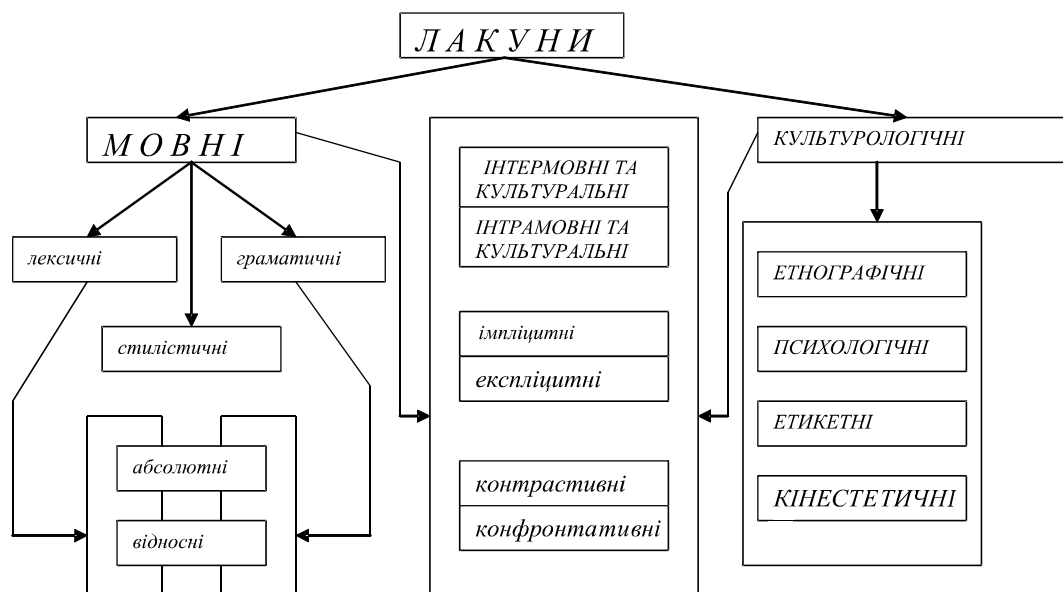 ЛАКУНИ
МОВНІ
КУЛЬТУРОЛОГІЧНІ
ІНТЕРМОВНІ ТА
КУЛЬТУРАЛЬНІ
ІНТРАМОВНІ ТА
КУЛЬТУРАЛЬНІ
лексичні
граматичні
стилістичні
імпліцитні
експліцитні
ЕТНОГРАФІЧНІ
ПСИХОЛОГІЧНІ
ЕТИКЕТНІ
КІНЕСТЕТИЧНІ
абсолютні
відносні
контрастивні
конфронтативні